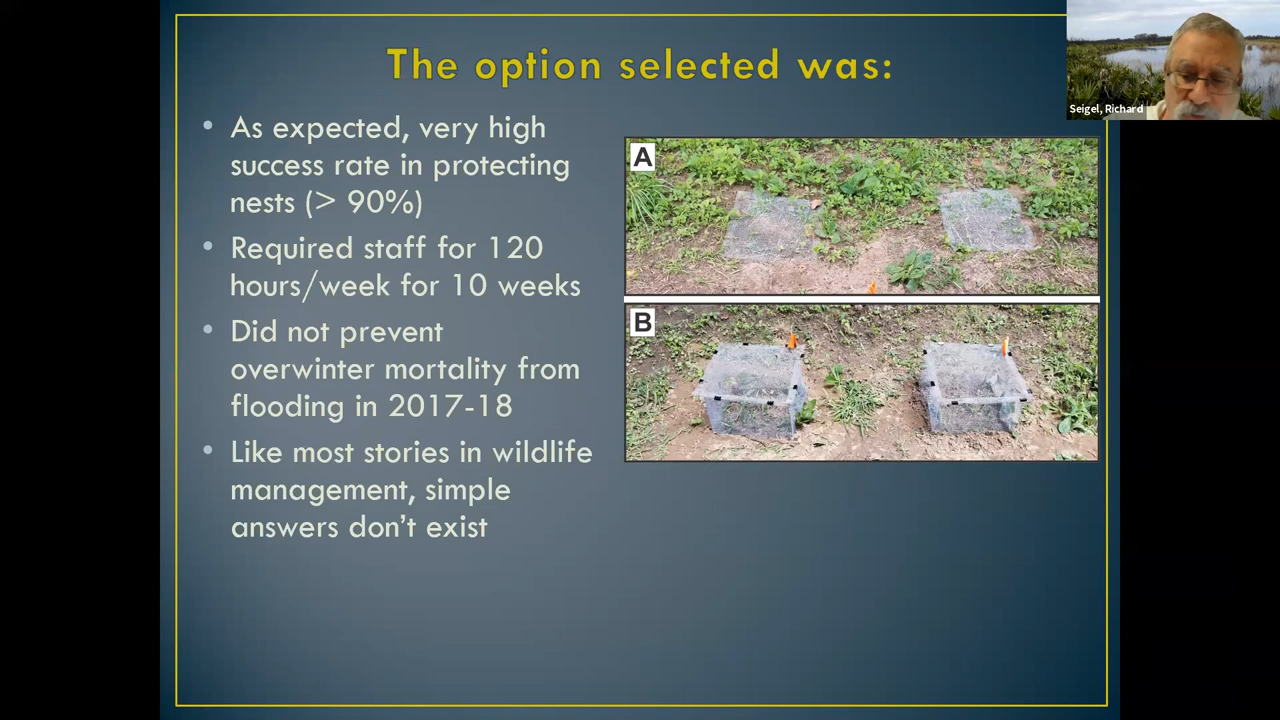 The option selected was:
Seigel, Richard
• As expected, very high
success rate in protecting
nests (> 90%)
• Required staff for 120
hours/week for 10 weeks
• Did not prevent
overwinter mortality from
flooding in 2017-18
• Like most stories in wildlife
management, simple
answers don’t exist
A
B